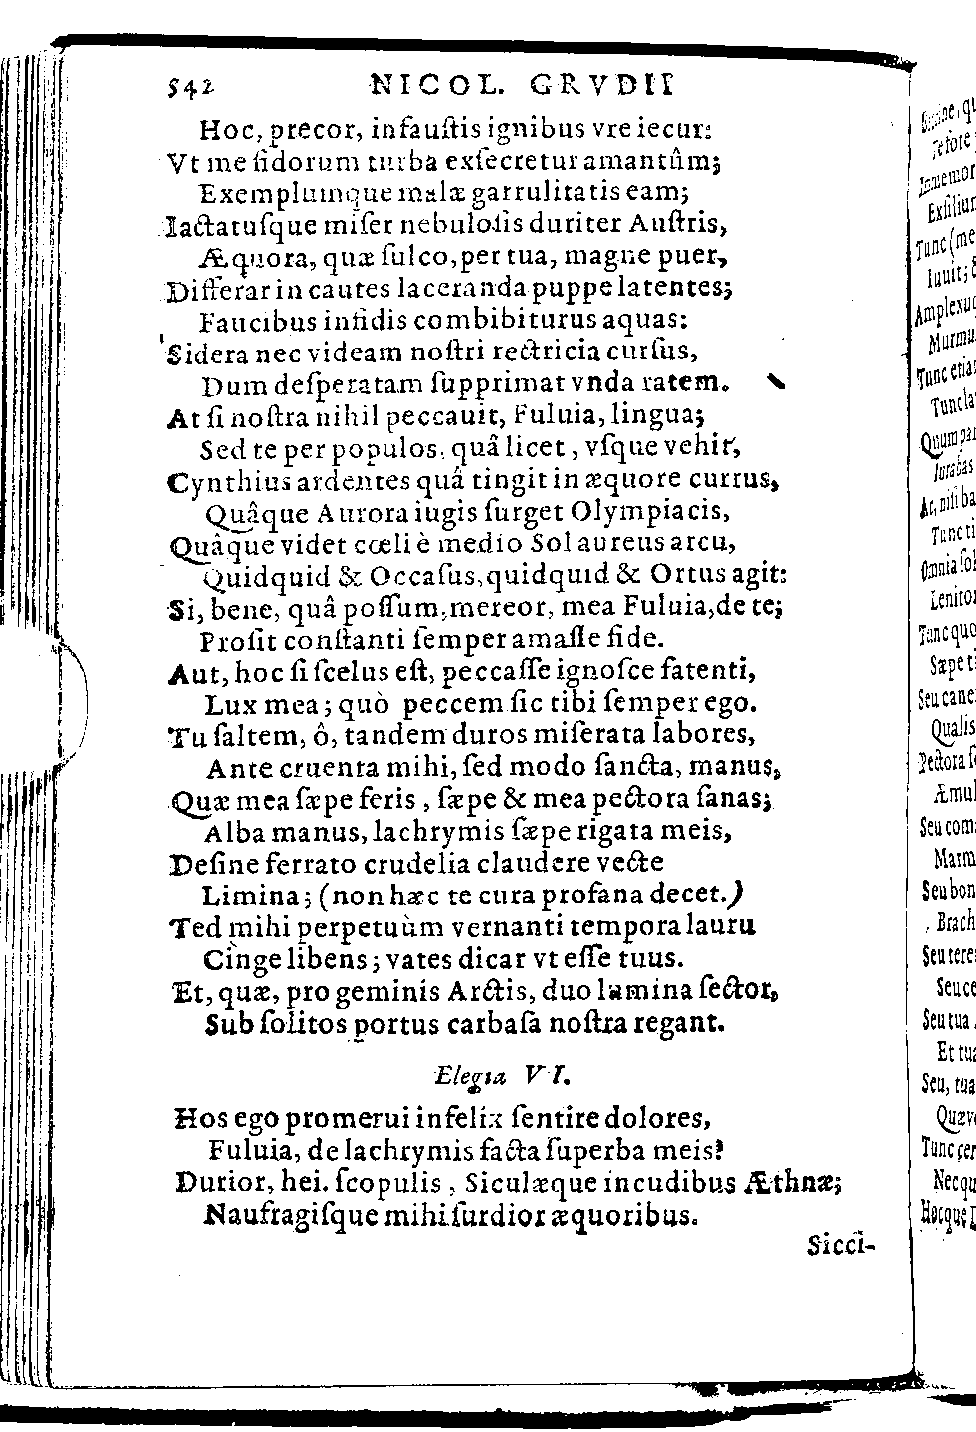 542 NICOL. GRVDII
Hoc, precor, infauſtis ignibus vre iecur:
Vt me fidorum turba exſecretur amantûm;
Exemplumque malæ garrulitatis eam;
Iactatuſque miſer nebuloſis duriter Auſtris,
Æquora, quæ ſulco, per tua, magne puer,
Differar in cautes laceranda puppe latentes;
Faucibus infidis combibiturus aquas:
Sidera nec videam noſtri rectricia curſus,
Dum deſperatam ſupprimat vnda ratem.
At ſi noſtra nihil peccauit, Fuluia, lingua;
Sed te per populos, quâ licet, vſque vehit,
Cynthius ardentes quâ tingit in æquore currus,
Quâque Aurora iugis ſurget Olympiacis,
Quâque videt cœli è medio Sol aureus arcu,
Quidquid & Occaſus, quidquid & Ortus agit:
Si, bene, quâ poſſum, mereor, mea Fuluia, de te;
Proſit conſtanti ſemper amaſſe fide.
Aut, hoc ſi ſcelus eſt, peccaſſe ignoſce fatenti,
Lux mea; quò peccem ſic tibi ſemper ego.
Tu ſaltem, ô, tandem duros miſerata labores,
Ante cruenta mihi, ſed modo ſancta, manus,
Quæ mea ſæpe feris, ſæpe & mea pectora ſanas;
Alba manus, lachrymis ſæpe rigata meis,
Deſine ferrato crudelia claudere vecte
Limina; (non hæc te cura profana decet.)
Ted mihi perpetuùm vernanti tempora lauru
Cinge libens; vates dicar vt eſſe tuus.
Et, quæ, pro geminis Arctis, duo lumina ſector,
Sub ſolitos portus carbaſa noſtra regant.
Elegia VI.
Hos ego promerui infelix ſentire dolores,
Fuluia, de lachrymis facta ſuperba meis?
Durior, hei. ſcopulis, Siculæque incudibus Æthnæ;
Naufragiſque mihi ſurdior æquoribus.
Sicci-